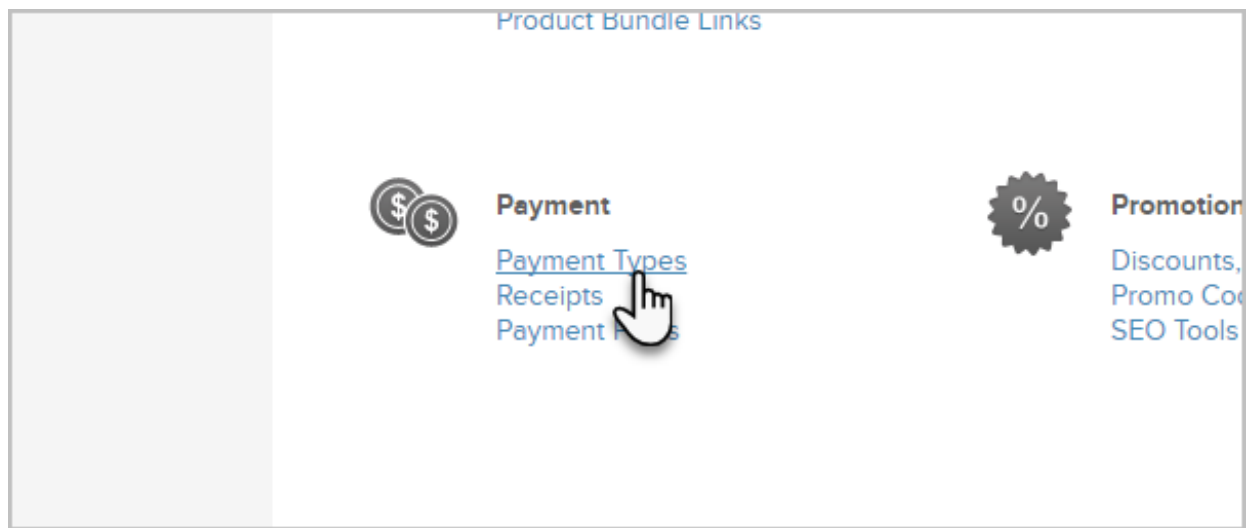 Product Bundle Links
$
$
Payment
Payment Types
Receipts
Payment
%
Promotion
Discounts,
Promo
SEO Tools